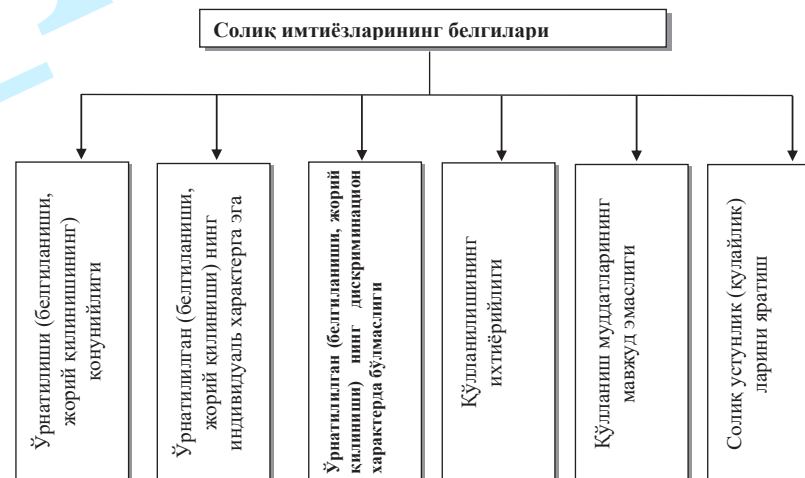 Солиқ имтиёзларининг белгилари
Ўрнатилиши (белгиланиши,
жорий қилинишининг)
қонунийлиги
Ўрнатилилган (белгиланиши,
жорий қилиниши) нинг
индивидуаль характерга эга
Ўрнатилилган (белгиланиши, жорий
қилиниши) нинг дискриминацион
характерда бўлмаслиги
Қўлланилишининг
ихтиёрийлиги
Қўлланиш муддатларининг
мавжуд эмаслиги
Солиқ устунлик (қулайлик)
ларини яратиш